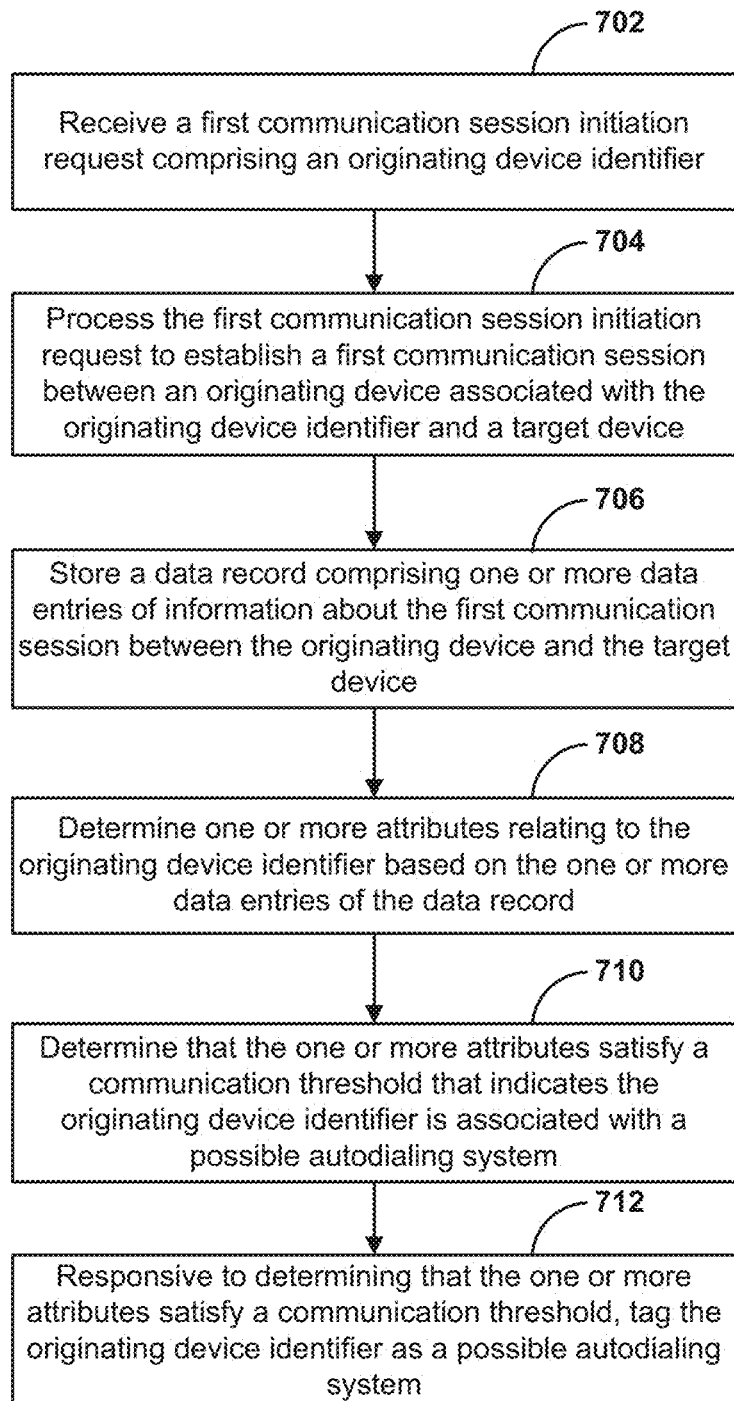 702
Receive a first communication session initiation
request comprising an originating device identifier
704
Process the first communication session initiation
request to establish a first communication session
between an originating device associated with the
originating device identifier and a target device
706
Store a data record comprising one or more data
entries of information about the first communication
session between the originating device and the target
device
708
Determine one or more attributes relating to the
originating device identifier based on the one or more
data entries of the data record
710
Determine that the one or more attributes satisfy a
communication threshold that indicates the
originating device identifier is associated with a
possible autodialing system
712
Responsive to determining that the one or more
attributes satisfy a communication threshold, tag the
originating device identifier as a possible autodialing
system